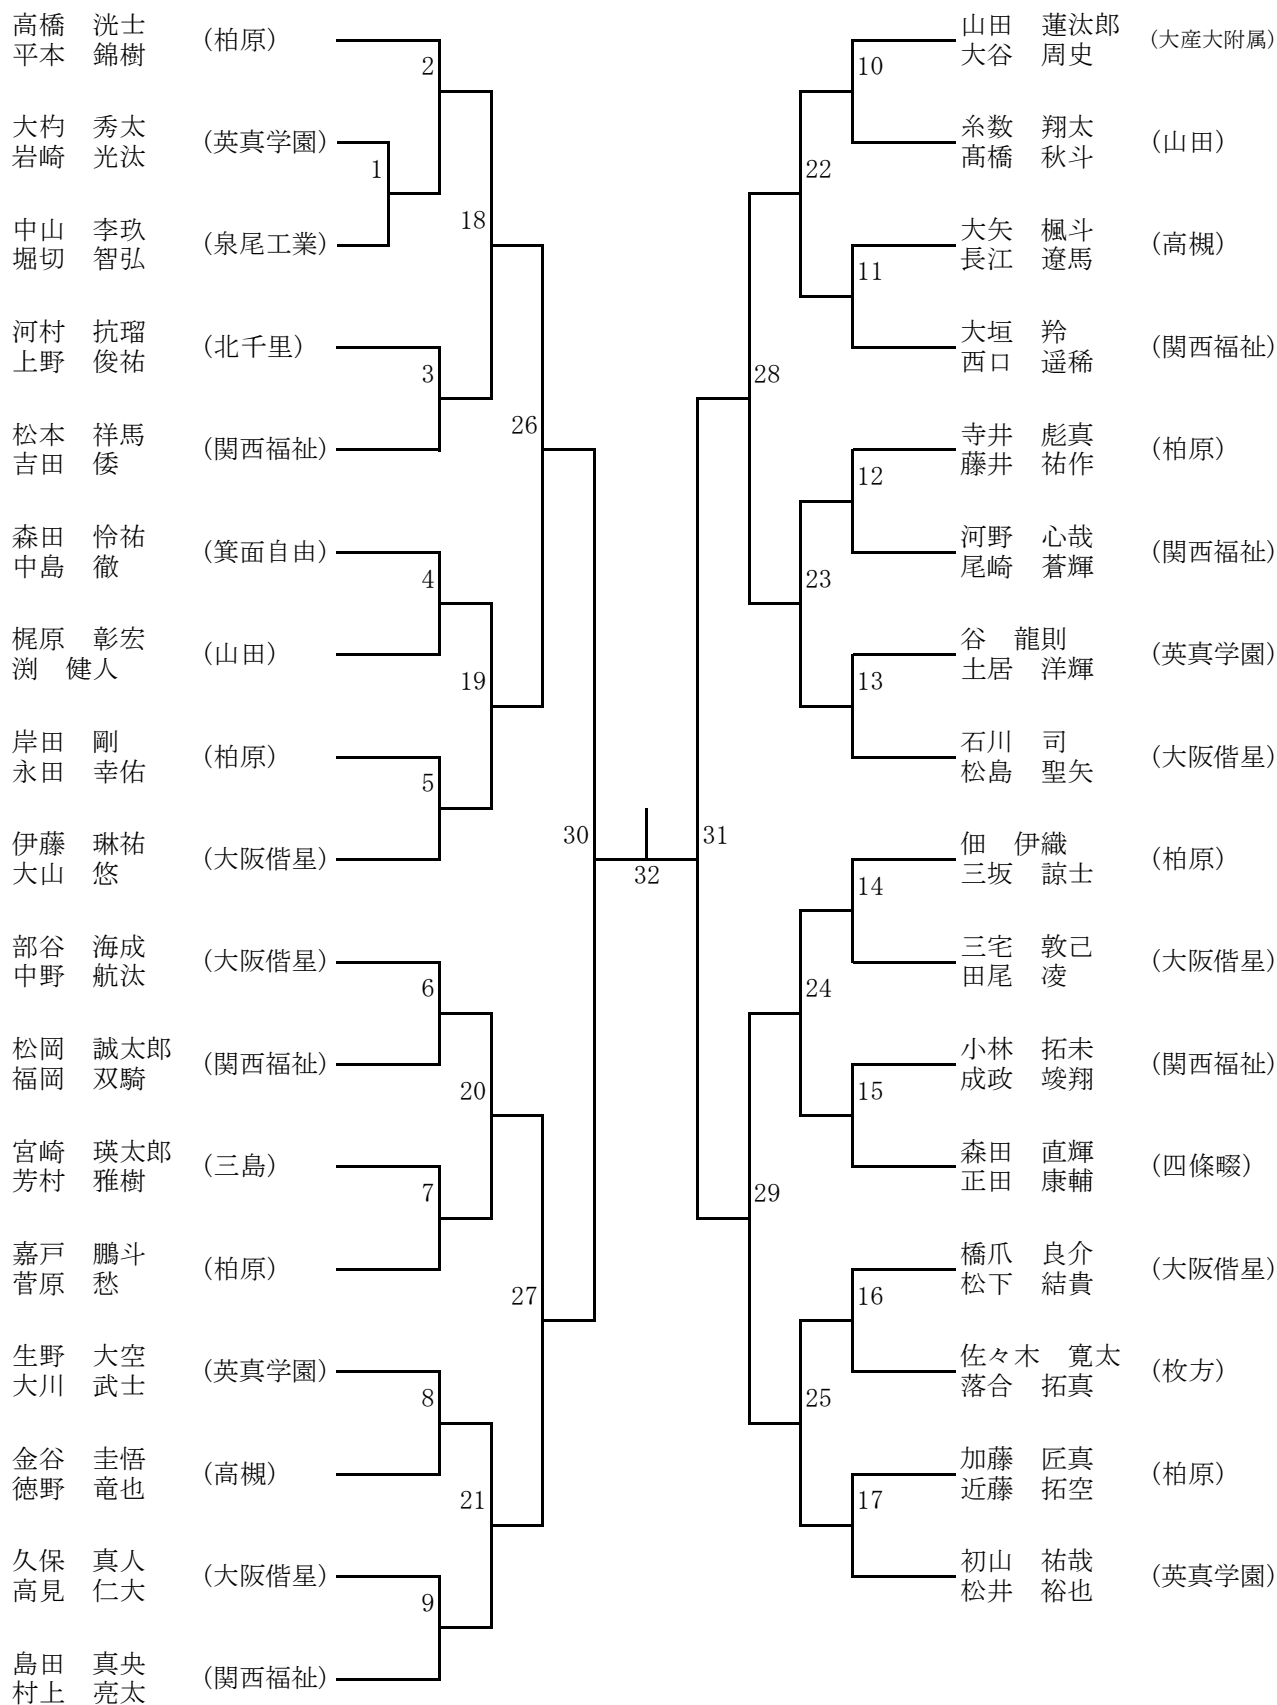 高橋　洸士
平本　錦樹
(柏原)
2
大杓　秀太
岩崎　光汰
(英真学園)
1
中山　李玖
堀切　智弘
(泉尾工業)
18
河村　抗瑠
上野　俊祐
(北千里)
3
松本　祥馬
吉田　倭
(関西福祉)
26
森田　怜祐
中島　徹
(箕面自由)
4
梶原　彰宏
渕　健人
(山田)
19
岸田　剛
永田　幸佑
(柏原)
5
伊藤　琳祐
大山　悠
(大阪偕星)
30
部谷　海成
中野　航汰
(大阪偕星)
6
松岡　誠太郎
福岡　双騎
(関西福祉)
20
宮崎　瑛太郎
芳村　雅樹
(三島)
7
嘉戸　鵬斗
菅原　愁
(柏原)
27
生野　大空
大川　武士
(英真学園)
8
金谷　圭悟
徳野　竜也
(高槻)
21
久保　真人
高見　仁大
(大阪偕星)
9
島田　真央
村上　亮太
(関西福祉)
32
山田　蓮汰郎
大谷　周史
(大産大附属)
10
糸数　翔太
髙橋　秋斗
(山田)
22
大矢　楓斗
長江　遼馬
(高槻)
11
大垣　羚
西口　遥稀
(関西福祉)
28
寺井　彪真
藤井　祐作
(柏原)
12
河野　心哉
尾崎　蒼輝
(関西福祉)
23
谷　龍則
土居　洋輝
(英真学園)
13
石川　司
松島　聖矢
(大阪偕星)
31
佃　伊織
三坂　諒士
(柏原)
14
三宅　敦己
田尾　凌
(大阪偕星)
24
小林　拓未
成政　竣翔
(関西福祉)
15
森田　直輝
正田　康輔
(四條畷)
29
橋爪　良介
松下　結貴
(大阪偕星)
16
佐々木　寛太
落合　拓真
(枚方)
25
加藤　匠真
近藤　拓空
(柏原)
17
初山　祐哉
松井　裕也
(英真学園)